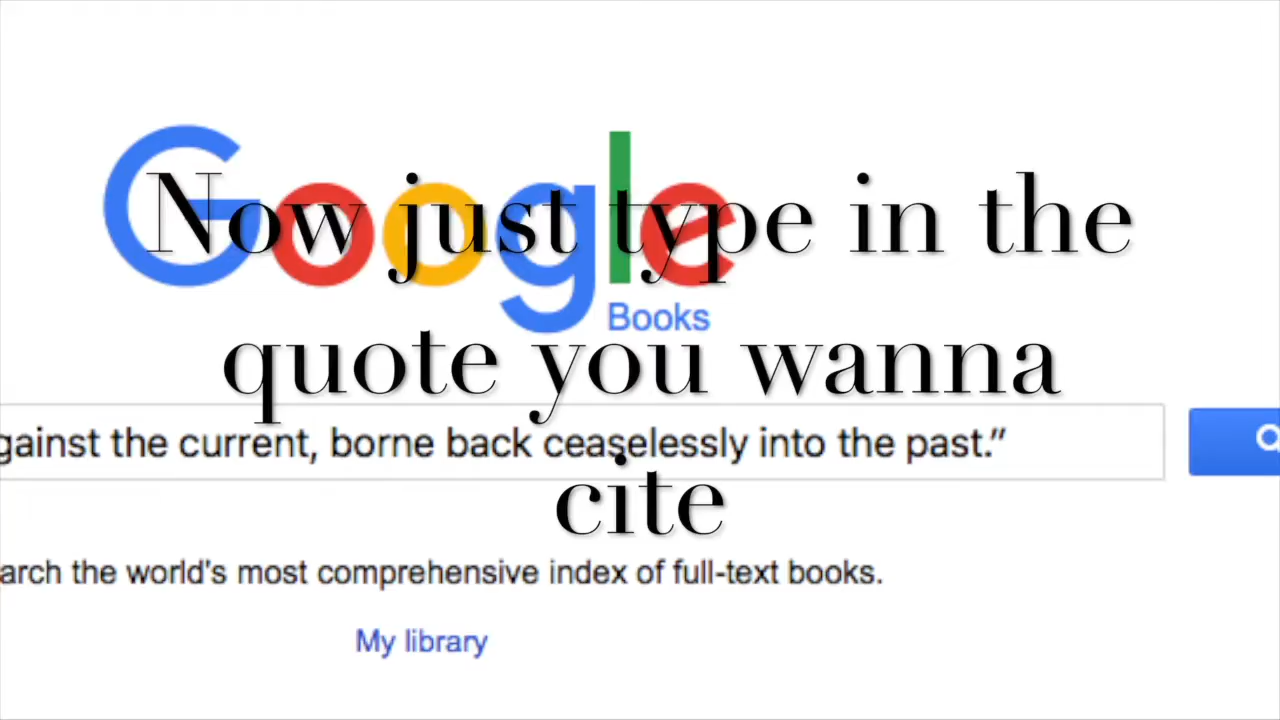 Google
Books
Now just type in the
quote you wanna
cite
gainst the current, borne back ceaselessly into the past.”
arch the world's most comprehensive index of full-text books.
My library